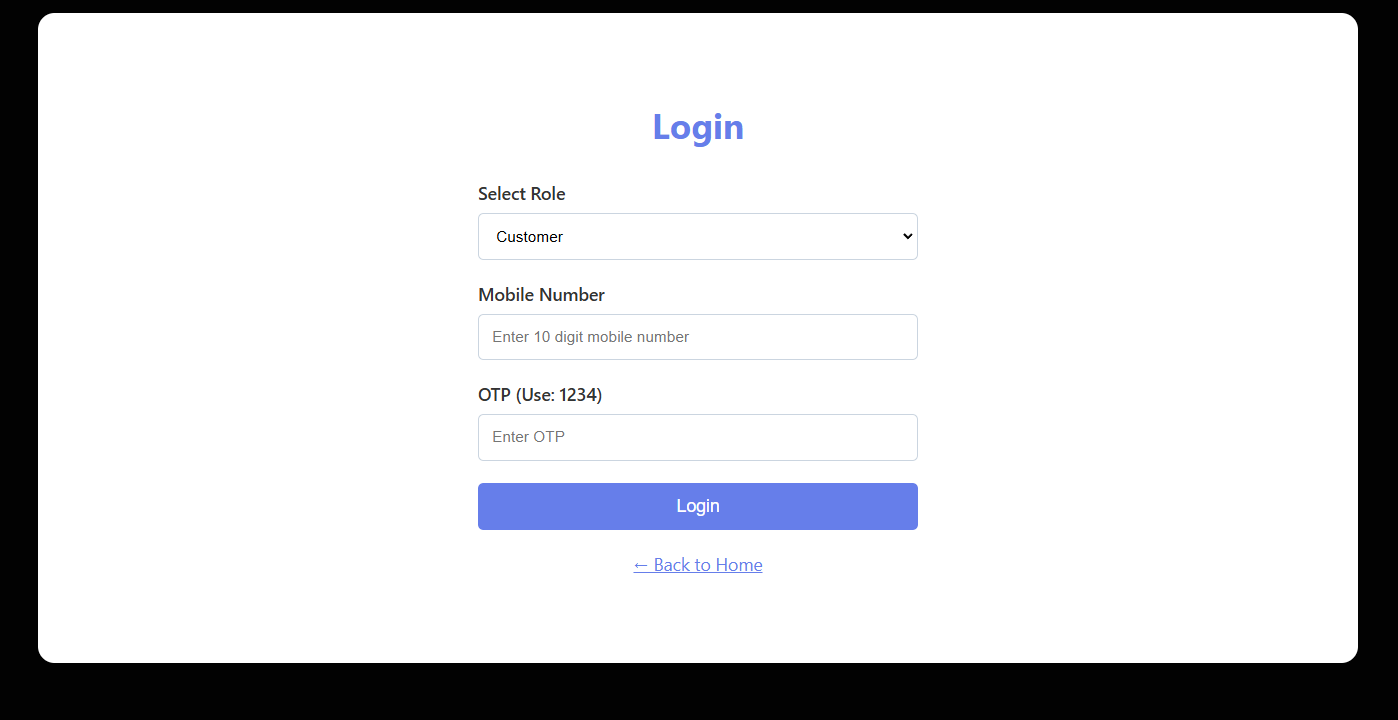 Login
Select Role
Customer
Mobile Number
Enter 10 digit mobile number
OTP (Use: 1234)
Enter OTP
Login
← Back to Home